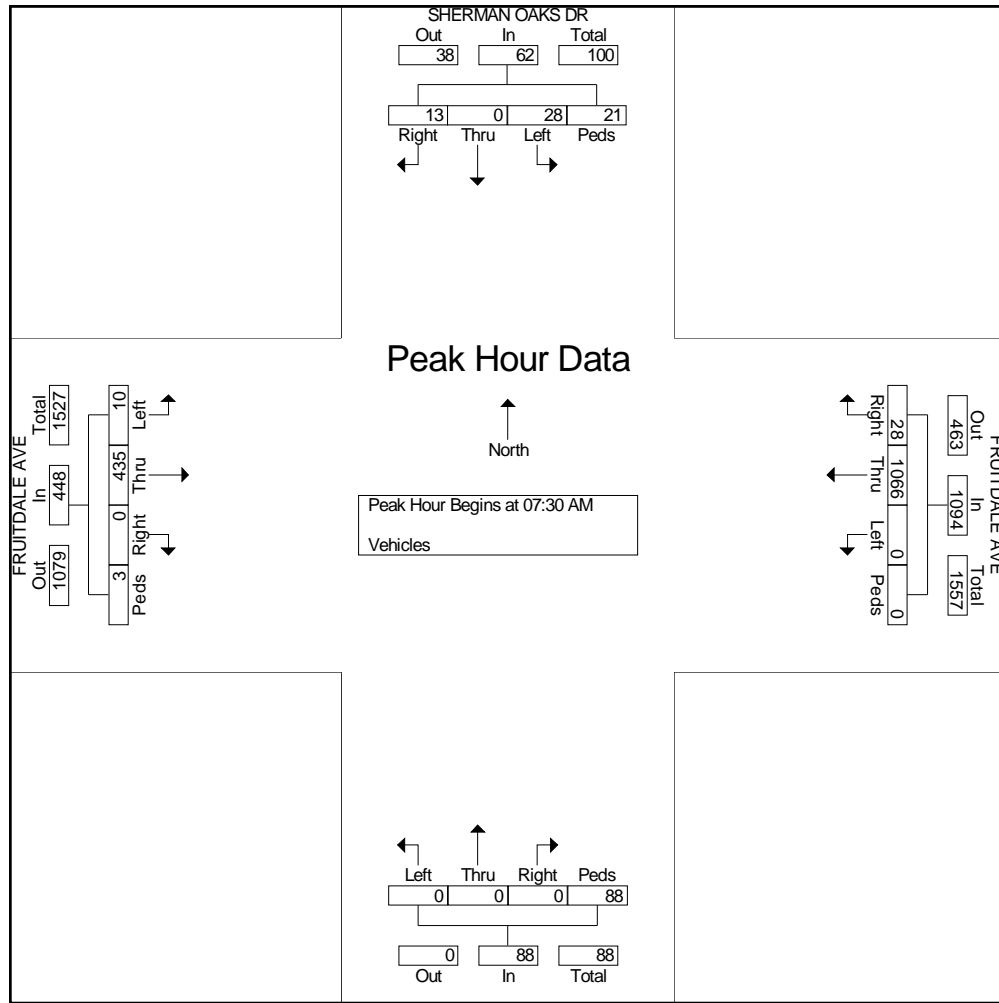 SHERMAN OAKS DR
Out In Total
38 62 100
13 0 28 21
Right Thru Left Peds
Peak Hour Data
North
Peak Hour Begins at 07:30 AM
Vehicles
FRUITDALE AVE
Out In Total
1079 448 1527
3 0 435 10
Peds Right Thru Left
FRUITDALE AVE
Out In Total
463 1094 1557
28 1066 0 0
Right Thru Left Peds
Left Thru Right Peds
0 0 0 88
0 88 88
Out In Total